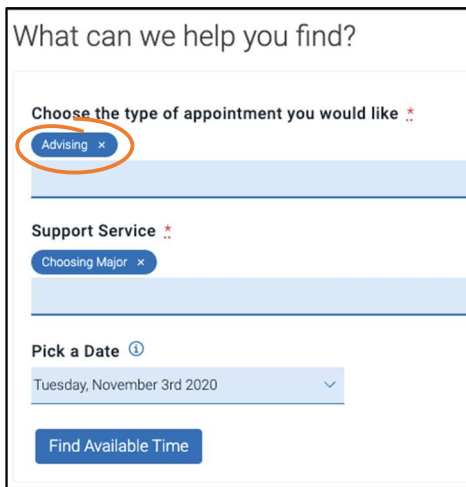 What can we help you find?
Choose the type of appointment you would like *
Advising ×
Support Service *
Choosing Major ×
Pick a Date ⓘ
Tuesday, November 3rd 2020
Find Available Time